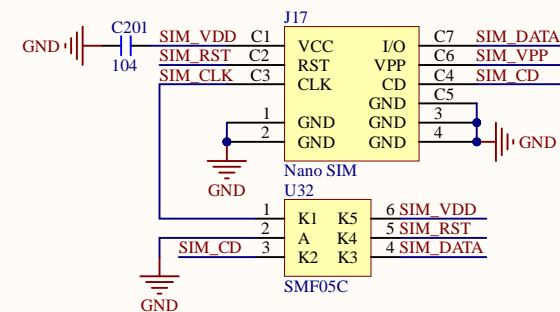 J17
C201
GND
104
SIM_VDD C1 VCC I/O C7 SIM_DATA
SIM_RST C2 RST VPP C6 SIM_VPP
SIM_CLK C3 CLK CD C4 SIM_CD
GND C5
1 GND GND 3
2 GND GND 4 GND
GND
Nano SIM
U32
1 K1 K5 6 SIM_VDD
2 A K4 5 SIM_RST
SIM_CD 3 K2 K3 4 SIM_DATA
SMF05C
GND